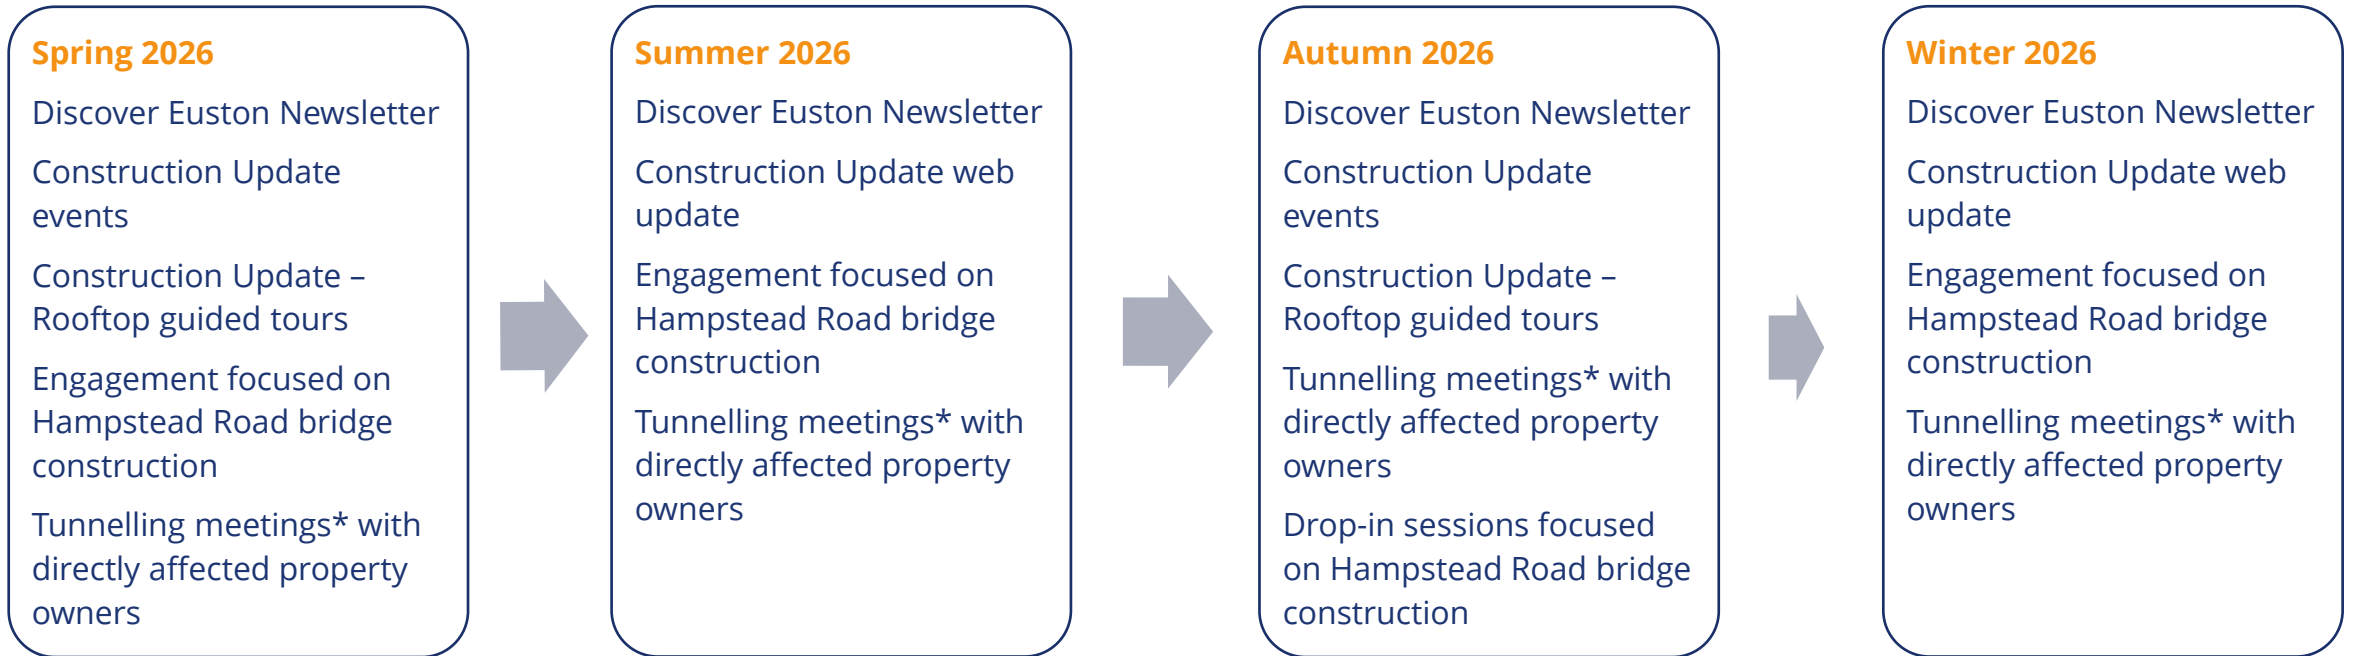 Spring 2026
Discover Euston Newsletter
Construction Update
events
Construction Update –
Rooftop guided tours
Engagement focused on
Hampstead Road bridge
construction
Tunnelling meetings* with
directly affected property
owners
Summer 2026
Discover Euston Newsletter
Construction Update web
update
Engagement focused on
Hampstead Road bridge
construction
Tunnelling meetings* with
directly affected property
owners
Autumn 2026
Discover Euston Newsletter
Construction Update
events
Construction Update –
Rooftop guided tours
Tunnelling meetings* with
directly affected property
owners
Drop-in sessions focused
on Hampstead Road bridge
construction
Winter 2026
Discover Euston Newsletter
Construction Update web
update
Engagement focused on
Hampstead Road bridge
construction
Tunnelling meetings* with
directly affected property
owners